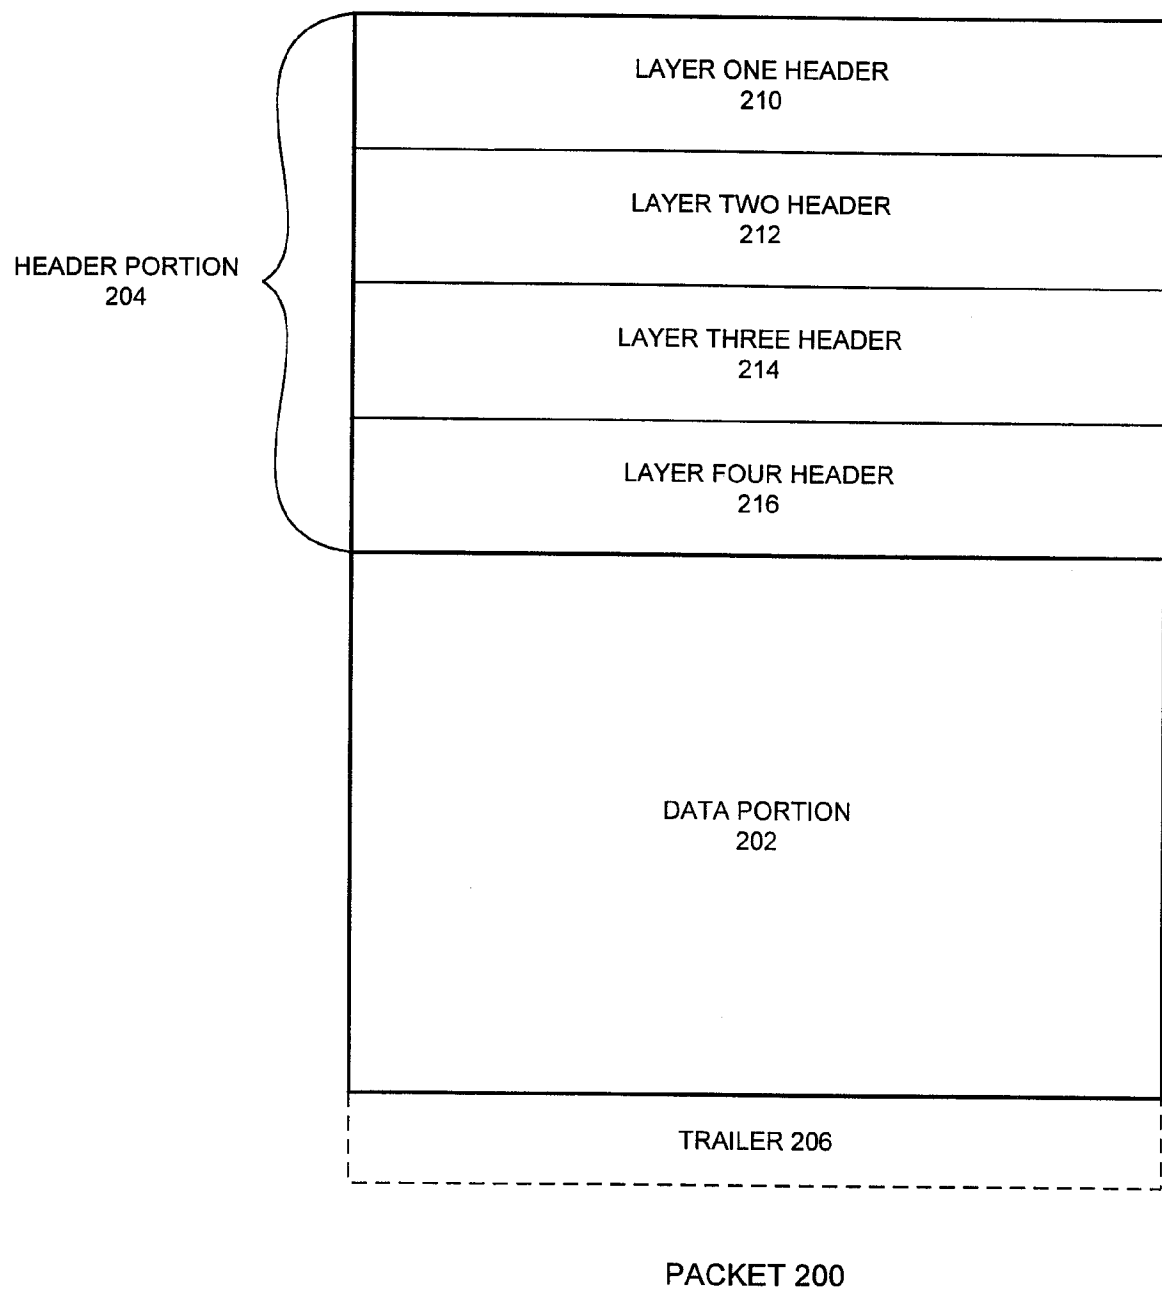 LAYER ONE HEADER
210
LAYER TWO HEADER
212
HEADER PORTION
204
LAYER THREE HEADER
214
LAYER FOUR HEADER
216
DATA PORTION
202
TRAILER 206
PACKET 200